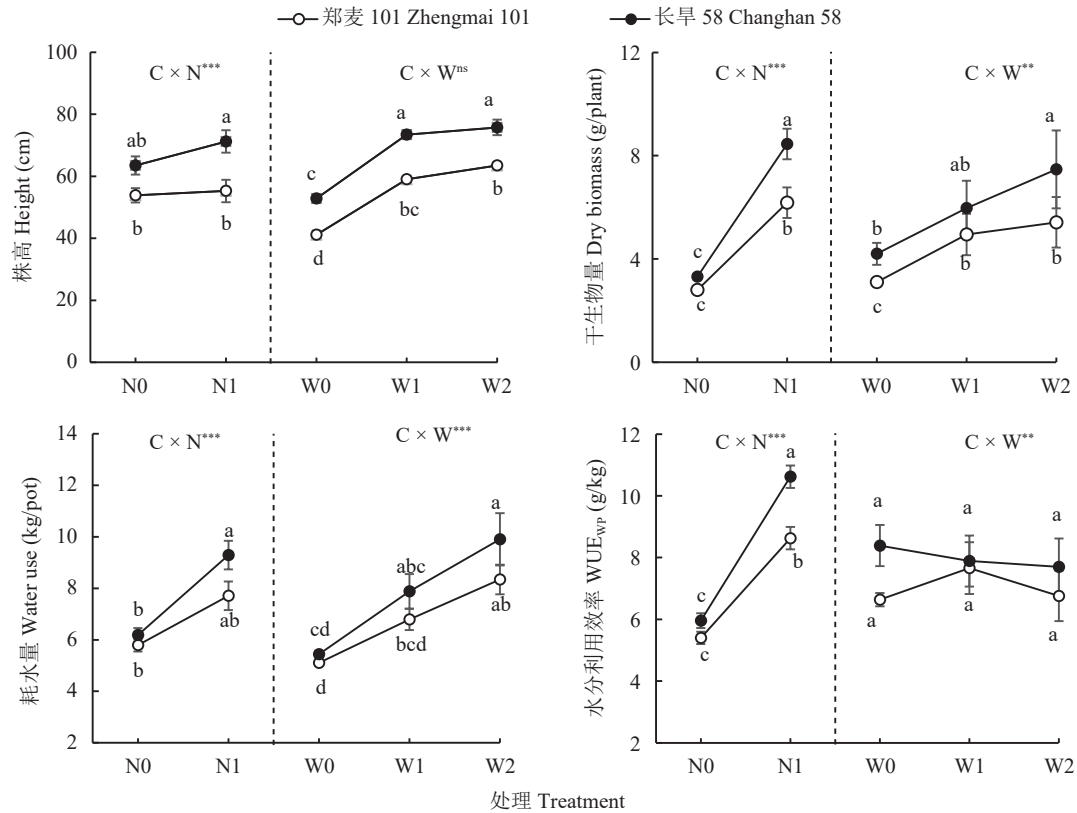 郑麦 101 Zhengmai 101 长旱 58 Changhan 58
100
80
60
40
20
0
株高 Height (cm)
C × N***
C × Wns
ab
a
b
b
c
a
a
d
bc
b
N0 N1 W0 W1 W2
12
8
4
0
干生物量 Dry biomass (g/plant)
C × N***
C × W**
c
a
c
b
b
ab
a
c
b
b
N0 N1 W0 W1 W2
14
12
10
8
6
4
2
耗水量 Water use (kg/pot)
C × N***
C × W***
b
a
b
ab
cd
abc
a
d
bcd
ab
N0 N1 W0 W1 W2
12
10
8
6
4
2
水分利用效率 WUEWP (g/kg)
C × N***
C × W**
c
a
c
b
a
a
a
a
a
a
N0 N1 W0 W1 W2
处理 Treatment